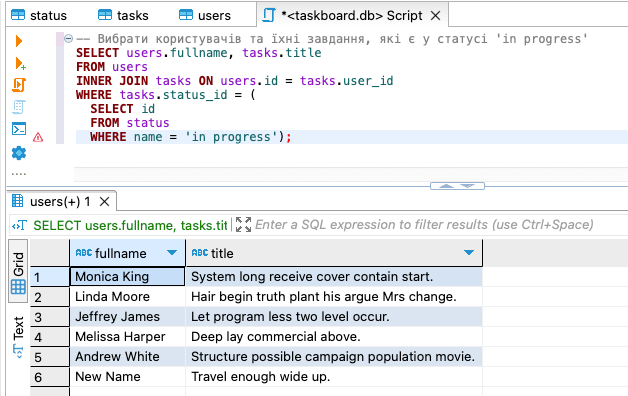 status tasks users *<taskboard.db> Script
-- Вибрати користувачів та їхні завдання, які є у статусі 'in progress'
SELECT users.fullname, tasks.title
FROM users
INNER JOIN tasks ON users.id = tasks.user_id
WHERE tasks.status_id = (
SELECT id
FROM status
WHERE name = 'in progress');
users(+) 1
SELECT users.fullname, tasks.tit Enter a SQL expression to filter results (use Ctrl+Space)
Grid
Text
ABC fullname ABC title
1 Monica King System long receive cover contain start.
2 Linda Moore Hair begin truth plant his argue Mrs change.
3 Jeffrey James Let program less two level occur.
4 Melissa Harper Deep lay commercial above.
5 Andrew White Structure possible campaign population movie.
6 New Name Travel enough wide up.